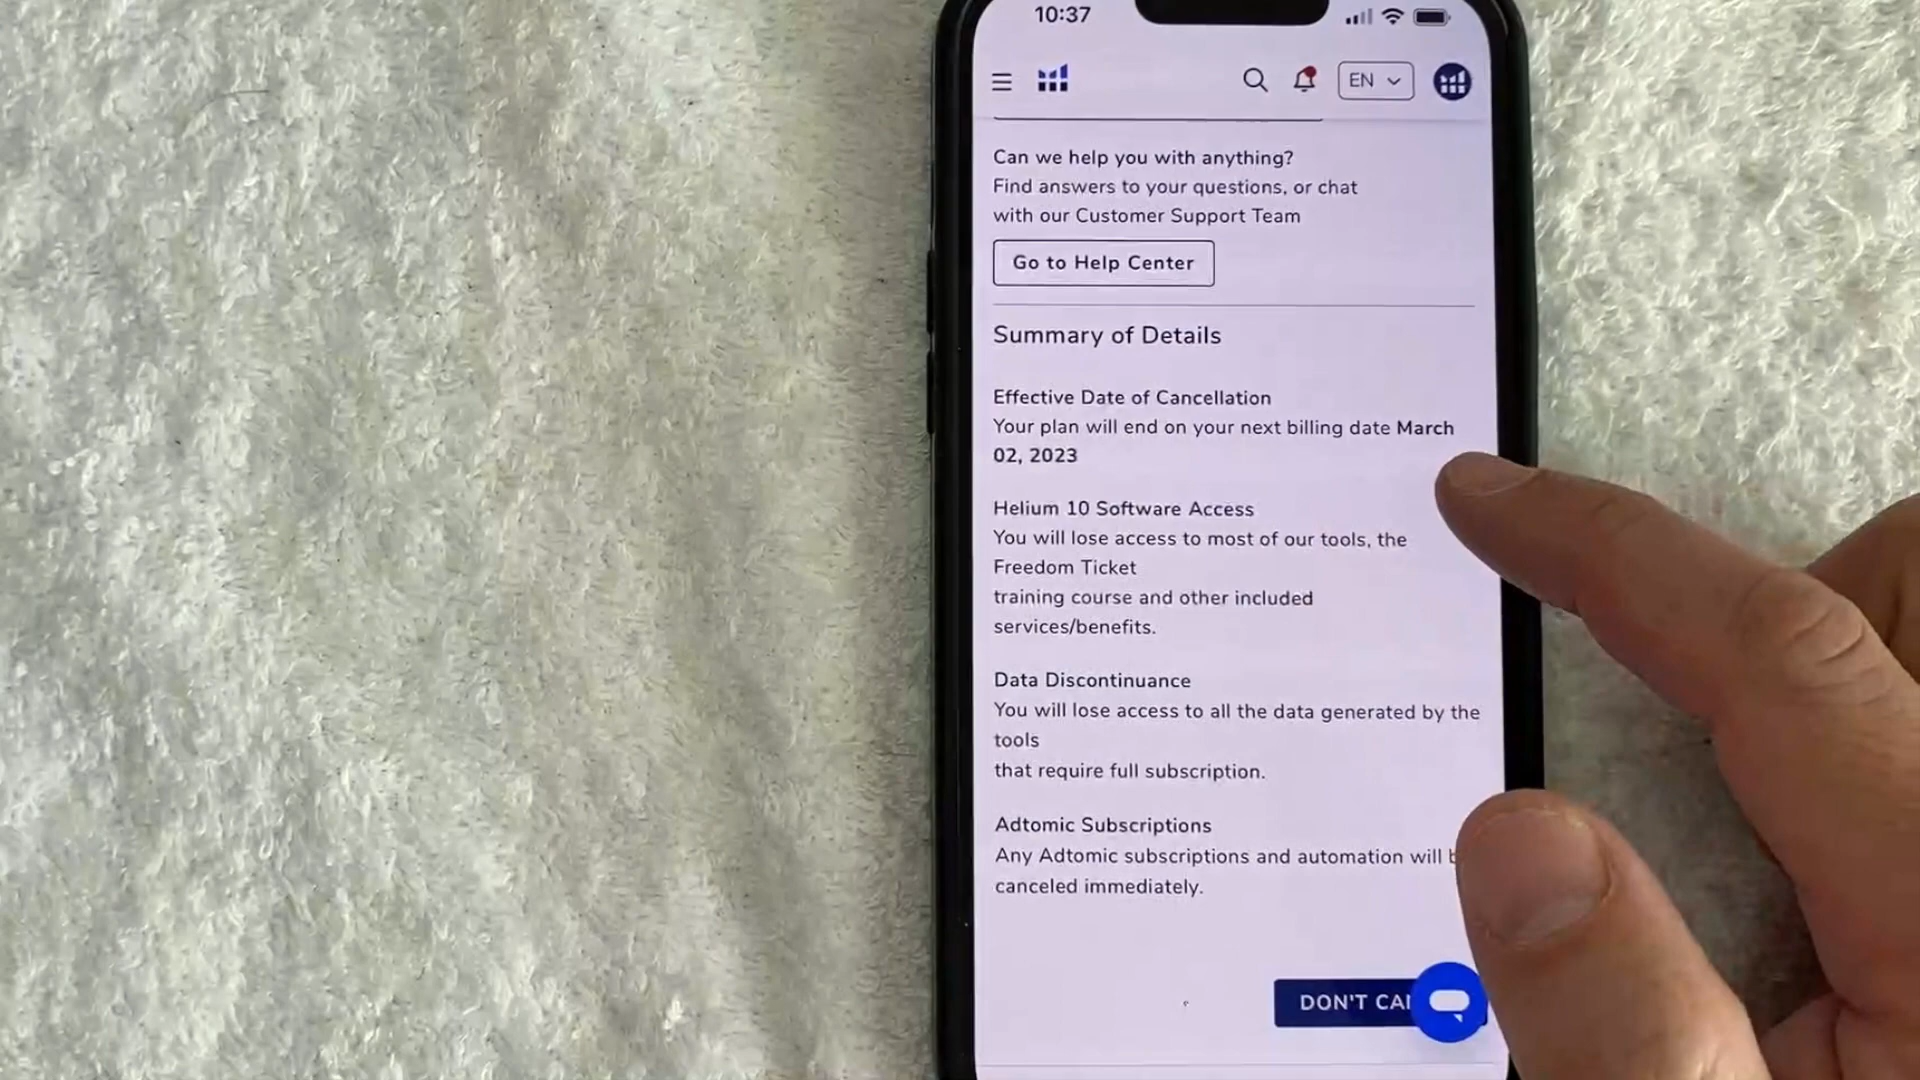 10:37
EN
Can we help you with anything?
Find answers to your questions, or chat
with our Customer Support Team
Go to Help Center
Summary of Details
Effective Date of Cancellation
Your plan will end on your next billing date March
02, 2023
Helium 10 Software Access
You will lose access to most of our tools, the
Freedom Ticket
training course and other included
services/benefits.
Data Discontinuance
You will lose access to all the data generated by the
tools
that require full subscription.
Adtomic Subscriptions
Any Adtomic subscriptions and automation will
canceled immediately.
DON'T